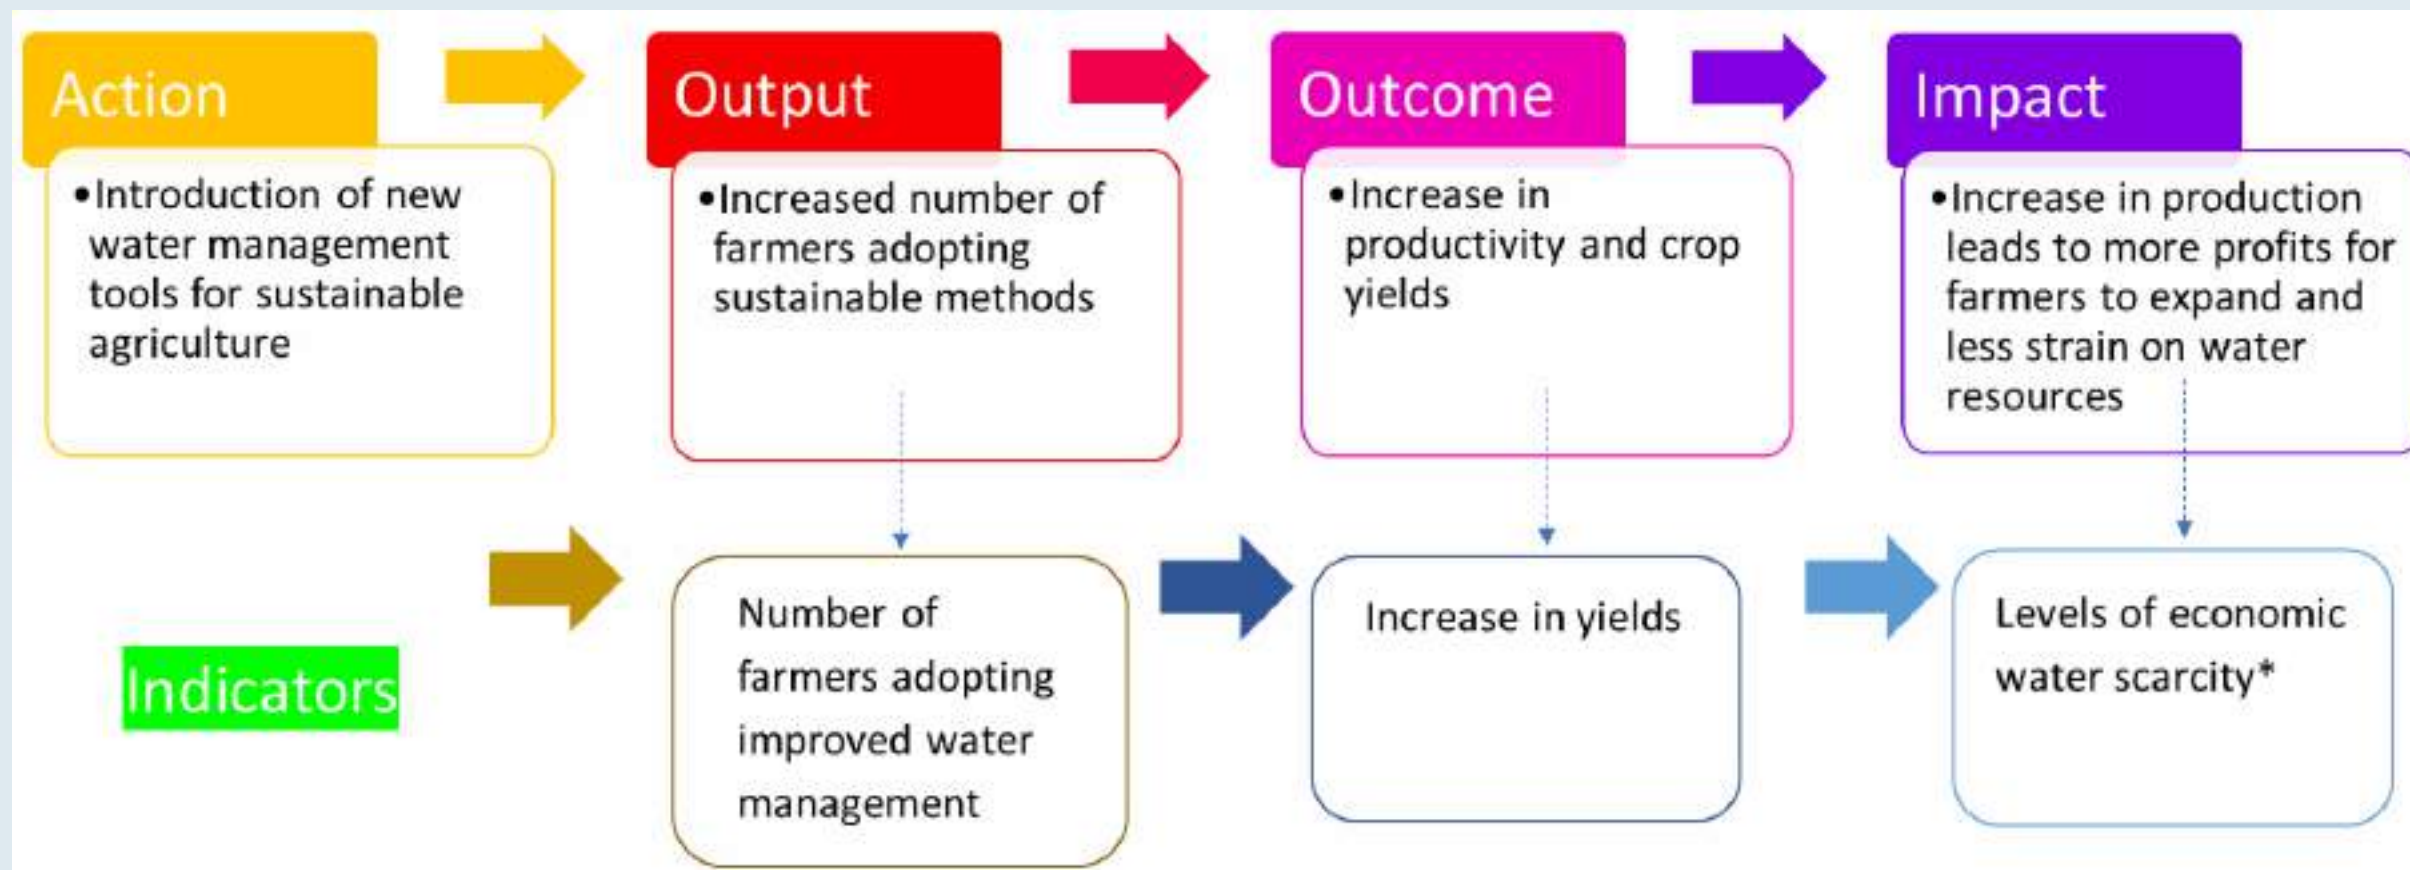 Action
•Introduction of new
water management
tools for sustainable
agriculture
Output
•Increased number of
farmers adopting
sustainable methods
Outcome
•Increase in
productivity and crop
yields
Impact
•Increase in production
leads to more profits for
farmers to expand and
less strain on water
resources
Indicators
Number of
farmers adopting
improved water
management
Increase in yields
Levels of economic
water scarcity*